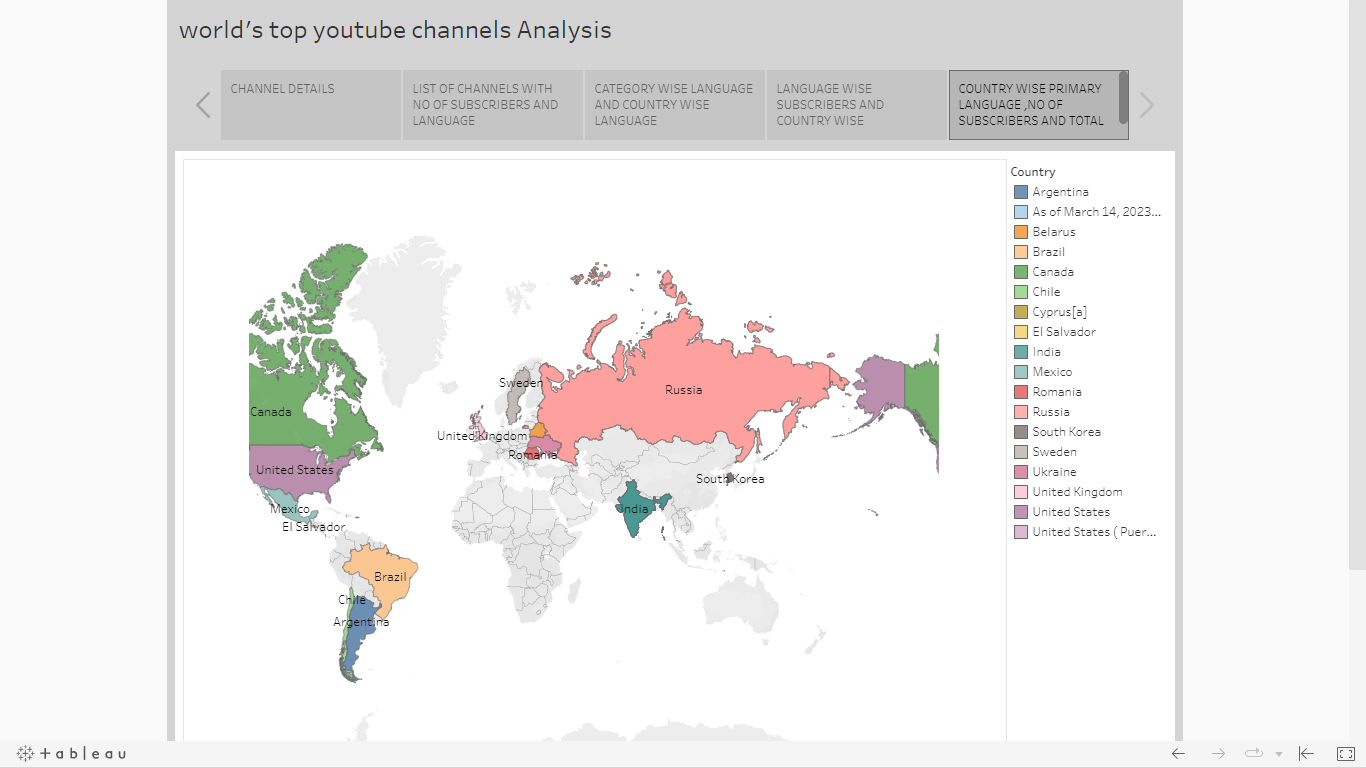 world's top youtube channels Analysis
CHANNEL DETAILS
LIST OF CHANNELS WITH
NO OF SUBSCRIBERS AND
LANGUAGE
CATEGORY WISE LANGUAGE
AND COUNTRY WISE
LANGUAGE
LANGUAGE WISE
SUBSCRIBERS AND
COUNTRY WISE
COUNTRY WISE PRIMARY
LANGUAGE ,NO OF
SUBSCRIBERS AND TOTAL
Country
Argentina
As of March 14, 2023...
Belarus
Brazil
Canada
Chile
Cyprus[a]
El Salvador
India
Mexico
Romania
Russia
South Korea
Sweden
Ukraine
United Kingdom
United States
United States ( Puer...
Sweden
Russia
Canada
United Kingdom
Romania
United States
South Korea
Mexico
India
El Salvador
Brazil
Chile
Argentina
+ a b | e a u